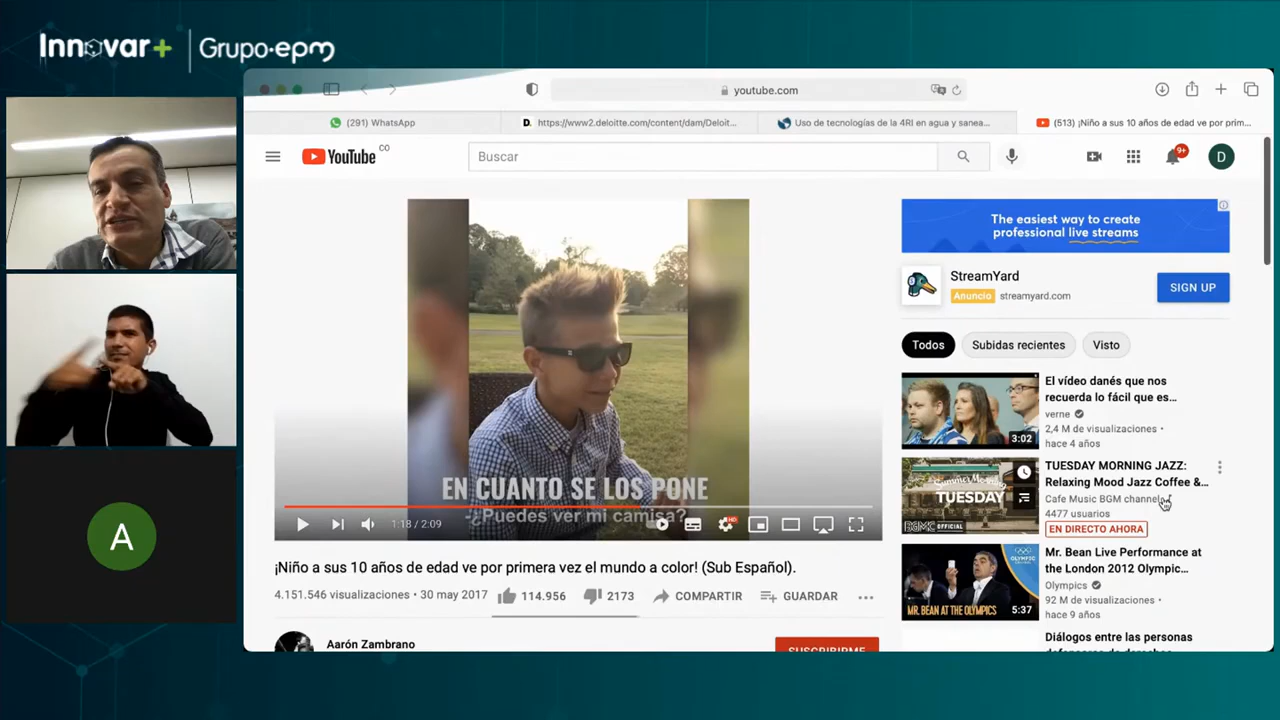 Innovar+
Grupo·epm
youtube.com
(291) WhatsApp
https://www2.deloitte.com/content/dam/Deloit...
Uso de tecnologías de la 4RI en agua y sanea...
(513) ¡Niño a sus 10 años de edad ve por prim...
YouTube CO
Buscar
9+
D
The easiest way to create
professional live streams
StreamYard
Anuncio streamyard.com
SIGN UP
Todos
Subidas recientes
Visto
El vídeo danés que nos
recuerda lo fácil que es...
verne
2,4 M de visualizaciones •
hace 4 años
3:02
TUESDAY MORNING JAZZ:
Relaxing Mood Jazz Coffee &...
Cafe Music BGM channel
4477 usuarios
EN DIRECTO AHORA
Summer Morning
TUESDAY
BGMC OFFICIAL
Mr. Bean Live Performance at
the London 2012 Olympic...
Olympics
92 M de visualizaciones •
hace 9 años
MR. BEAN AT THE OLYMPICS
5:37
Diálogos entre las personas
EN CUANTO SE LOS PONE
-¿Puedes ver mi camisa?
1:18 / 2:09
HD
¡Niño a sus 10 años de edad ve por primera vez el mundo a color! (Sub Español).
4.151.546 visualizaciones • 30 may 2017
114.956
2173
COMPARTIR
GUARDAR
Aarón Zambrano
SUSCRIBIRME
A